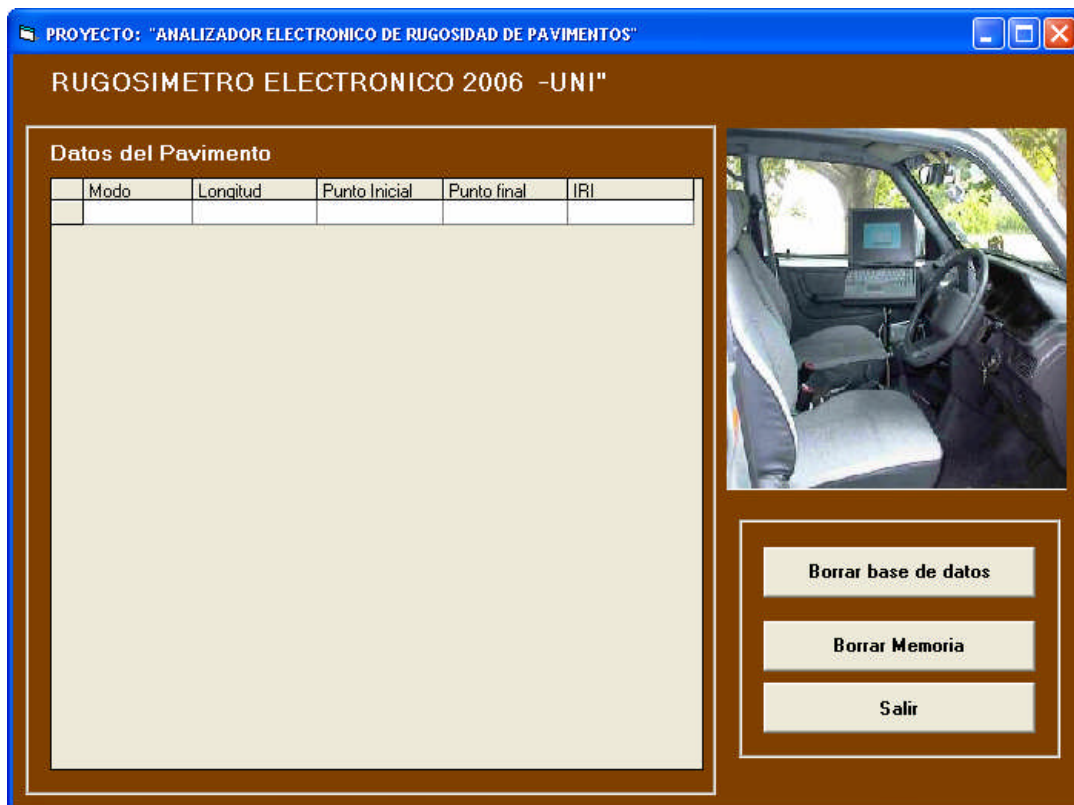 PROYECTO: "ANALIZADOR ELECTRONICO DE RUGOSIDAD DE PAVIMENTOS"
RUGOSIMETRO ELECTRONICO 2006 -UNI"
Datos del Pavimento
Modo Longitud Punto Inicial Punto final IRI
Borrar base de datos
Borrar Memoria
Salir